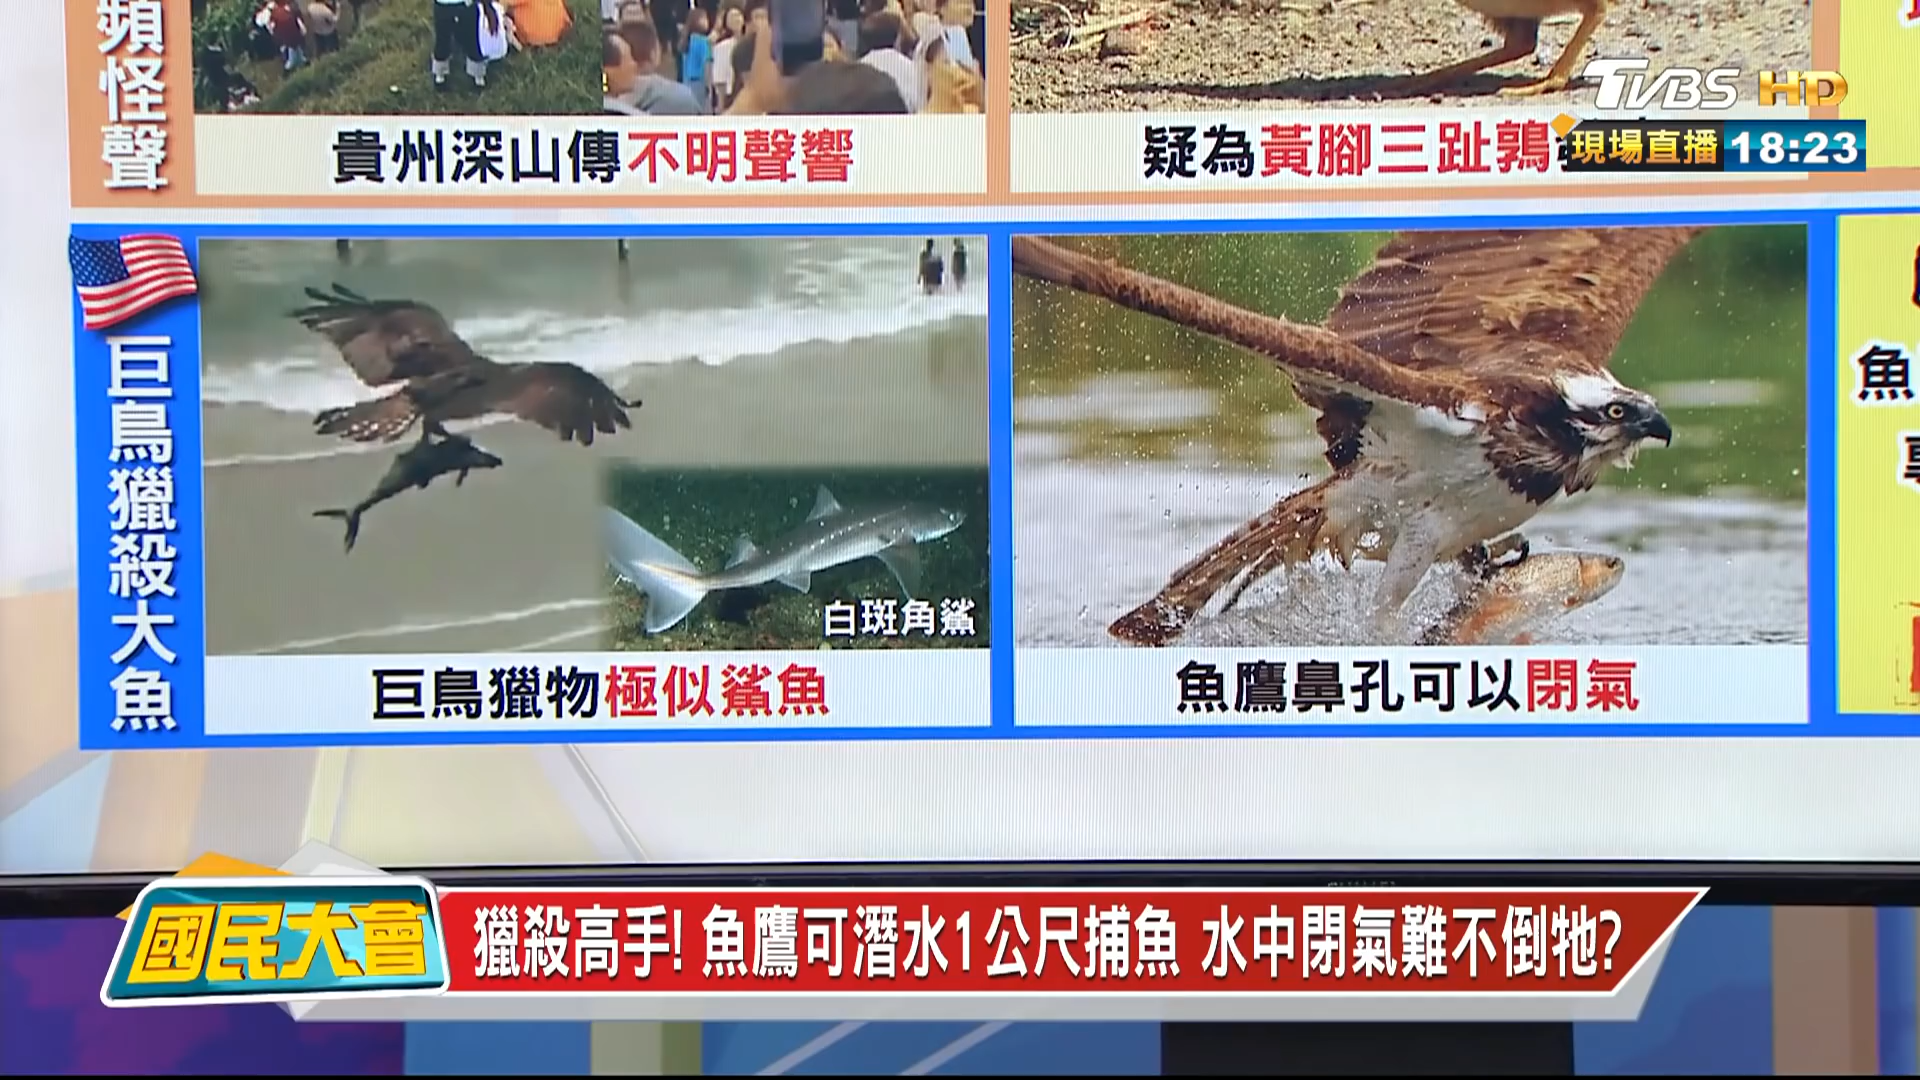 頻怪聲
貴州深山傳不明聲響
疑為黃腳三趾鶉
TVBS HD
現場直播 18:23
巨鳥獵殺大魚
白斑角鯊
巨鳥獵物極似鯊魚
魚鷹鼻孔可以閉氣
魚
國民大會
獵殺高手! 魚鷹可潛水1公尺捕魚 水中閉氣難不倒牠?